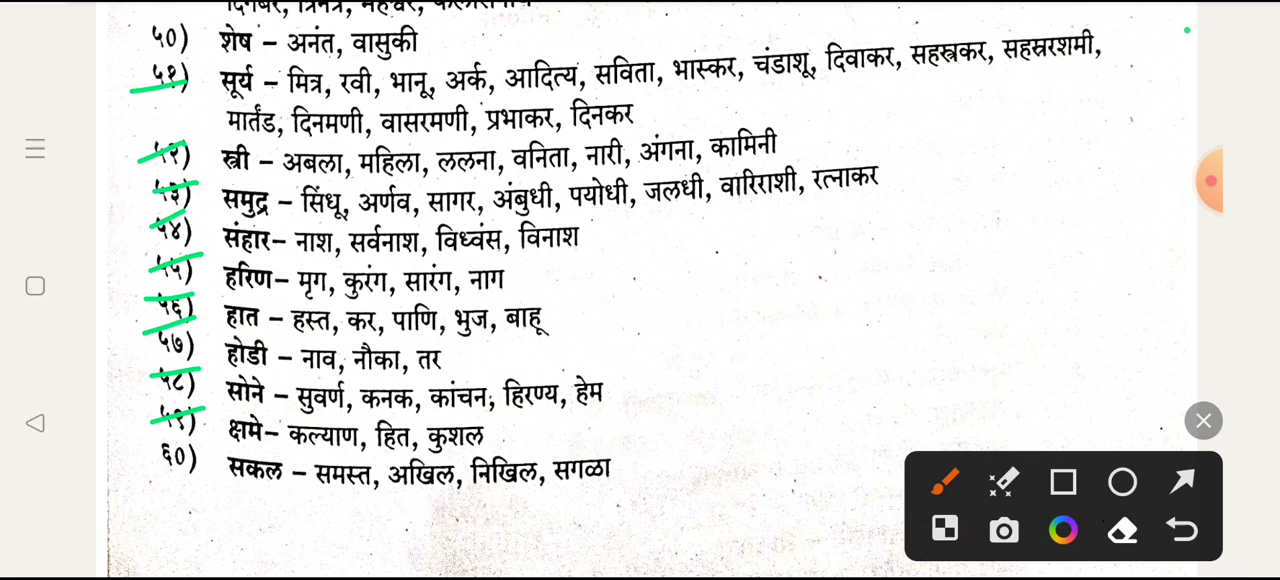 दिगंबर, त्रिनेत्र, महेश्वर,
५०) शेष – अनंत, वासुकी
५१) सूर्य – मित्र, रवी, भानू, अर्क, आदित्य, सविता, भास्कर, चंडाशू, दिवाकर, सहस्त्रकर, सहस्ररशमी,
मार्तंड, दिनमणी, वासरमणी, प्रभाकर, दिनकर
५२) स्त्री – अबला, महिला, ललना, वनिता, नारी, अंगना, कामिनी
५३) समुद्र – सिंधू, अर्णव, सागर, अंबुधी, पयोधी, जलधी, वारिराशी, रत्नाकर
५४) संहार– नाश, सर्वनाश, विध्वंस, विनाश
५५) हरिण– मृग, कुरंग, सारंग, नाग
५६) हात – हस्त, कर, पाणि, भुज, बाहू
५७) होडी – नाव, नौका, तर
५८) सोने – सुवर्ण, कनक, कांचन, हिरण्य, हेम
५९) क्षमे– कल्याण, हित, कुशल
६०) सकल – समस्त, अखिल, निखिल, सगळा